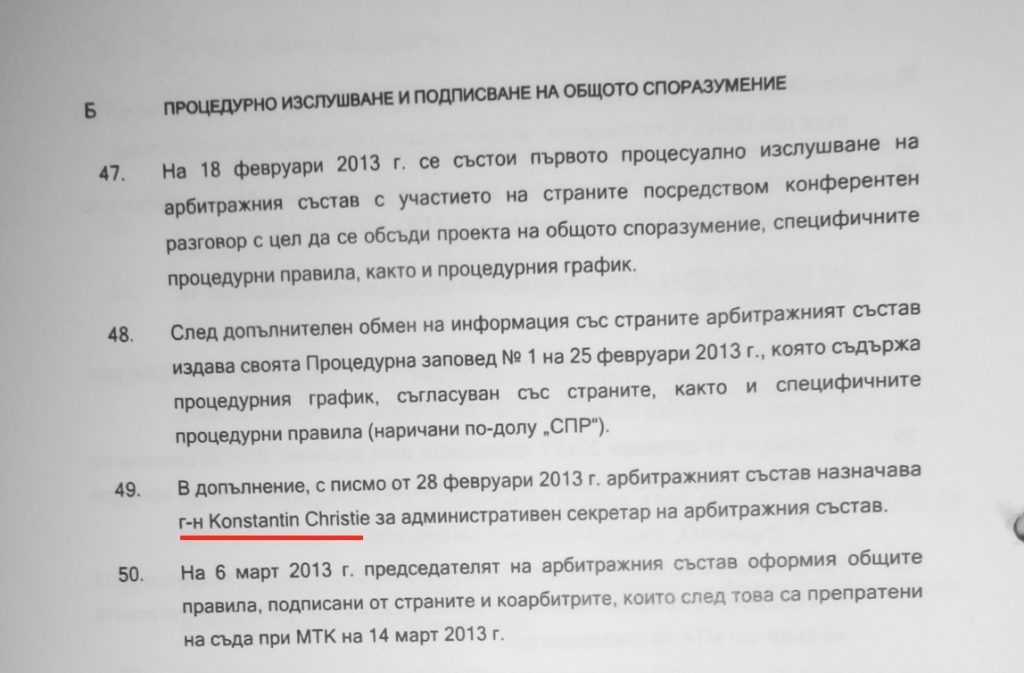 Б ПРОЦЕДУРНО ИЗСЛУШВАНЕ И ПОДПИСВАНЕ НА ОБЩОТО СПОРАЗУМЕНИЕ
47. На 18 февруари 2013 г. се състои първото процесуално изслушване на
арбитражния състав с участието на страните посредством конферентен
разговор с цел да се обсъди проекта на общото споразумение, специфичните
процедурни правила, както и процедурния график.
48. След допълнителен обмен на информация със страните арбитражният състав
издава своята Процедурна заповед № 1 на 25 февруари 2013 г., която съдържа
процедурния график, съгласуван със страните, както и специфичните
процедурни правила (наричани по-долу „СПР“).
49. В допълнение, с писмо от 28 февруари 2013 г. арбитражният състав назначава
г-н Konstantin Christie за административен секретар на арбитражния състав.
50. На 6 март 2013 г. председателят на арбитражния състав оформия общите
правила, подписани от страните и коарбитрите, които след това са препратени
на съда при МТК на 14 март 2013 г.